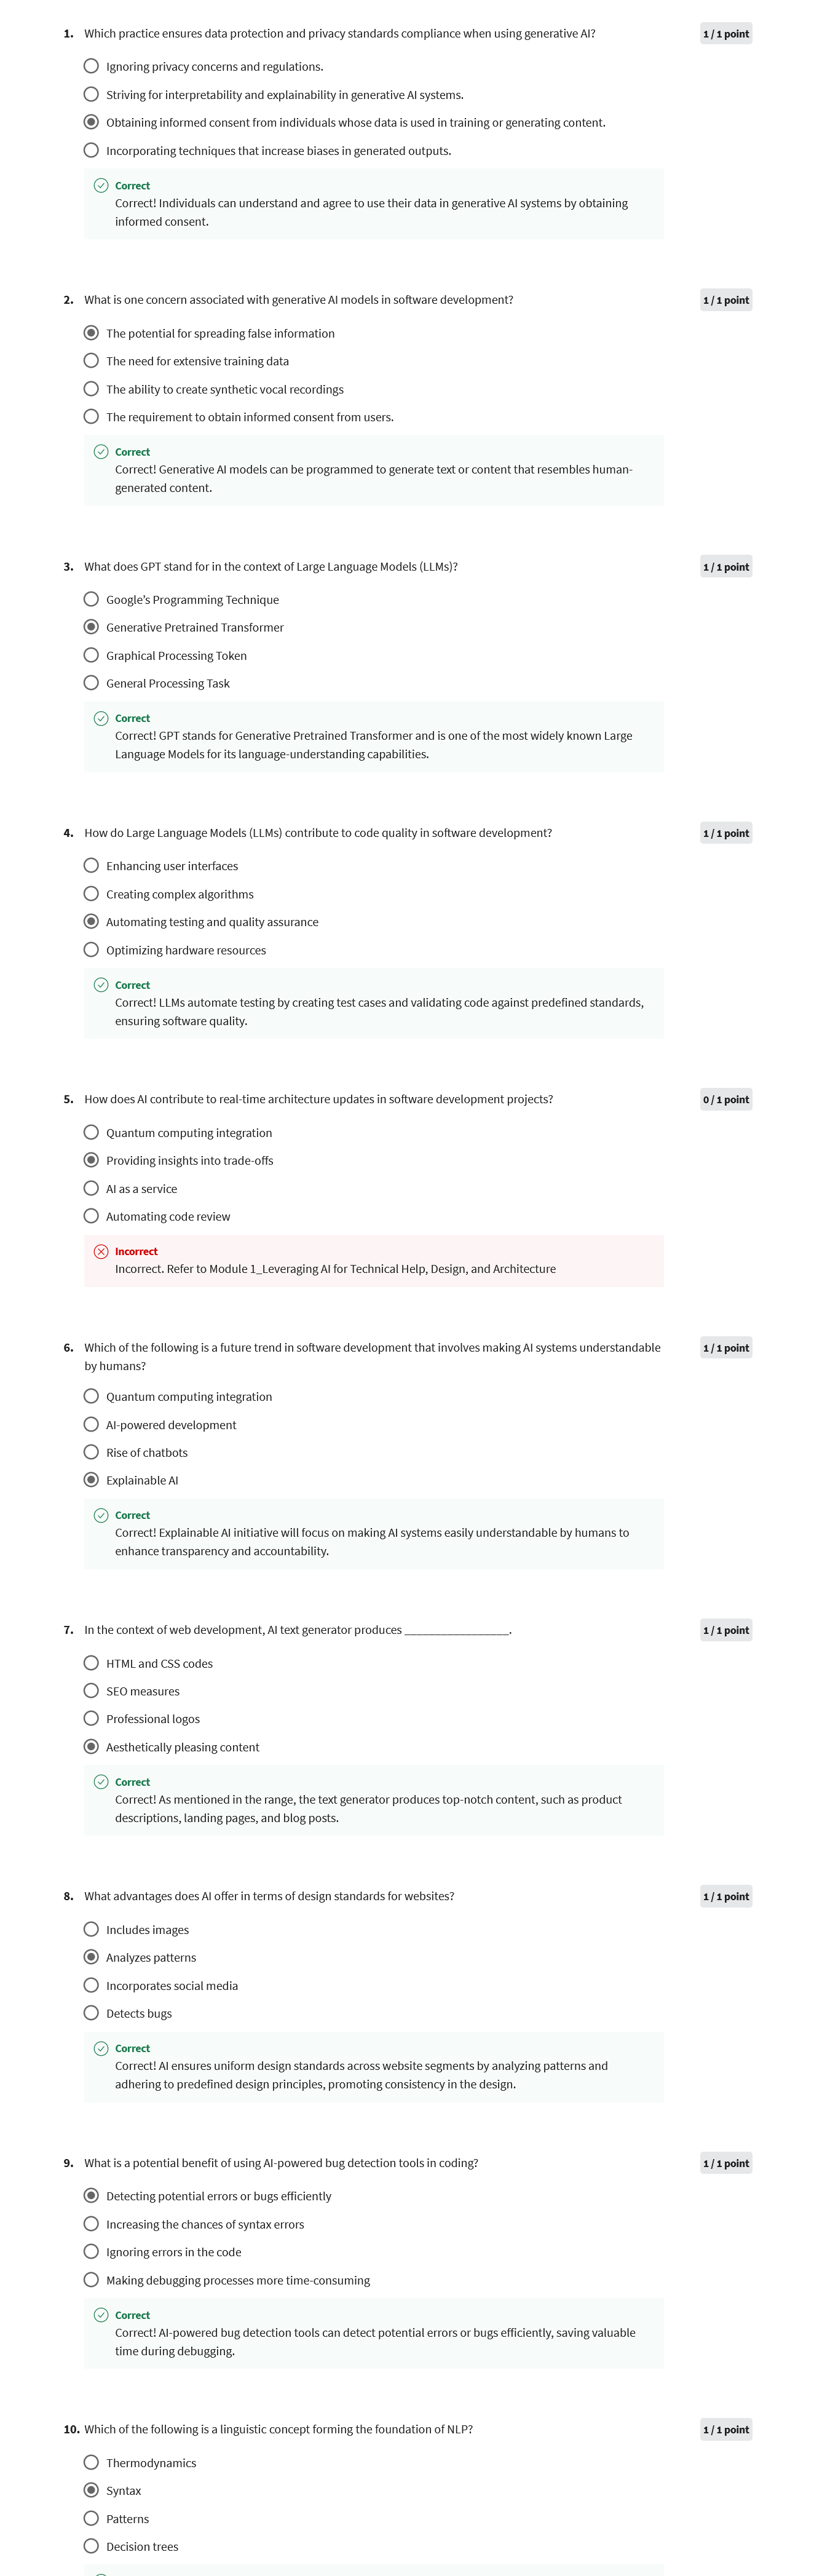 1. Which practice ensures data protection and privacy standards compliance when using generative AI? 1 / 1 point
Ignoring privacy concerns and regulations.
Striving for interpretability and explainability in generative AI systems.
Obtaining informed consent from individuals whose data is used in training or generating content.
Incorporating techniques that increase biases in generated outputs.
Correct
Correct! Individuals can understand and agree to use their data in generative AI systems by obtaining
informed consent.
2. What is one concern associated with generative AI models in software development? 1 / 1 point
The potential for spreading false information
The need for extensive training data
The ability to create synthetic vocal recordings
The requirement to obtain informed consent from users.
Correct
Correct! Generative AI models can be programmed to generate text or content that resembles human-
generated content.
3. What does GPT stand for in the context of Large Language Models (LLMs)? 1 / 1 point
Google’s Programming Technique
Generative Pretrained Transformer
Graphical Processing Token
General Processing Task
Correct
Correct! GPT stands for Generative Pretrained Transformer and is one of the most widely known Large
Language Models for its language-understanding capabilities.
4. How do Large Language Models (LLMs) contribute to code quality in software development? 1 / 1 point
Enhancing user interfaces
Creating complex algorithms
Automating testing and quality assurance
Optimizing hardware resources
Correct
Correct! LLMs automate testing by creating test cases and validating code against predefined standards,
ensuring software quality.
5. How does AI contribute to real-time architecture updates in software development projects? 0 / 1 point
Quantum computing integration
Providing insights into trade-offs
AI as a service
Automating code review
Incorrect
Incorrect. Refer to Module 1_Leveraging AI for Technical Help, Design, and Architecture
6. Which of the following is a future trend in software development that involves making AI systems understandable 1 / 1 point
by humans?
Quantum computing integration
AI-powered development
Rise of chatbots
Explainable AI
Correct
Correct! Explainable AI initiative will focus on making AI systems easily understandable by humans to
enhance transparency and accountability.
7. In the context of web development, AI text generator produces _________________. 1 / 1 point
HTML and CSS codes
SEO measures
Professional logos
Aesthetically pleasing content
Correct
Correct! As mentioned in the range, the text generator produces top-notch content, such as product
descriptions, landing pages, and blog posts.
8. What advantages does AI offer in terms of design standards for websites? 1 / 1 point
Includes images
Analyzes patterns
Incorporates social media
Detects bugs
Correct
Correct! AI ensures uniform design standards across website segments by analyzing patterns and
adhering to predefined design principles, promoting consistency in the design.
9. What is a potential benefit of using AI-powered bug detection tools in coding? 1 / 1 point
Detecting potential errors or bugs efficiently
Increasing the chances of syntax errors
Ignoring errors in the code
Making debugging processes more time-consuming
Correct
Correct! AI-powered bug detection tools can detect potential errors or bugs efficiently, saving valuable
time during debugging.
10. Which of the following is a linguistic concept forming the foundation of NLP? 1 / 1 point
Thermodynamics
Syntax
Patterns
Decision trees